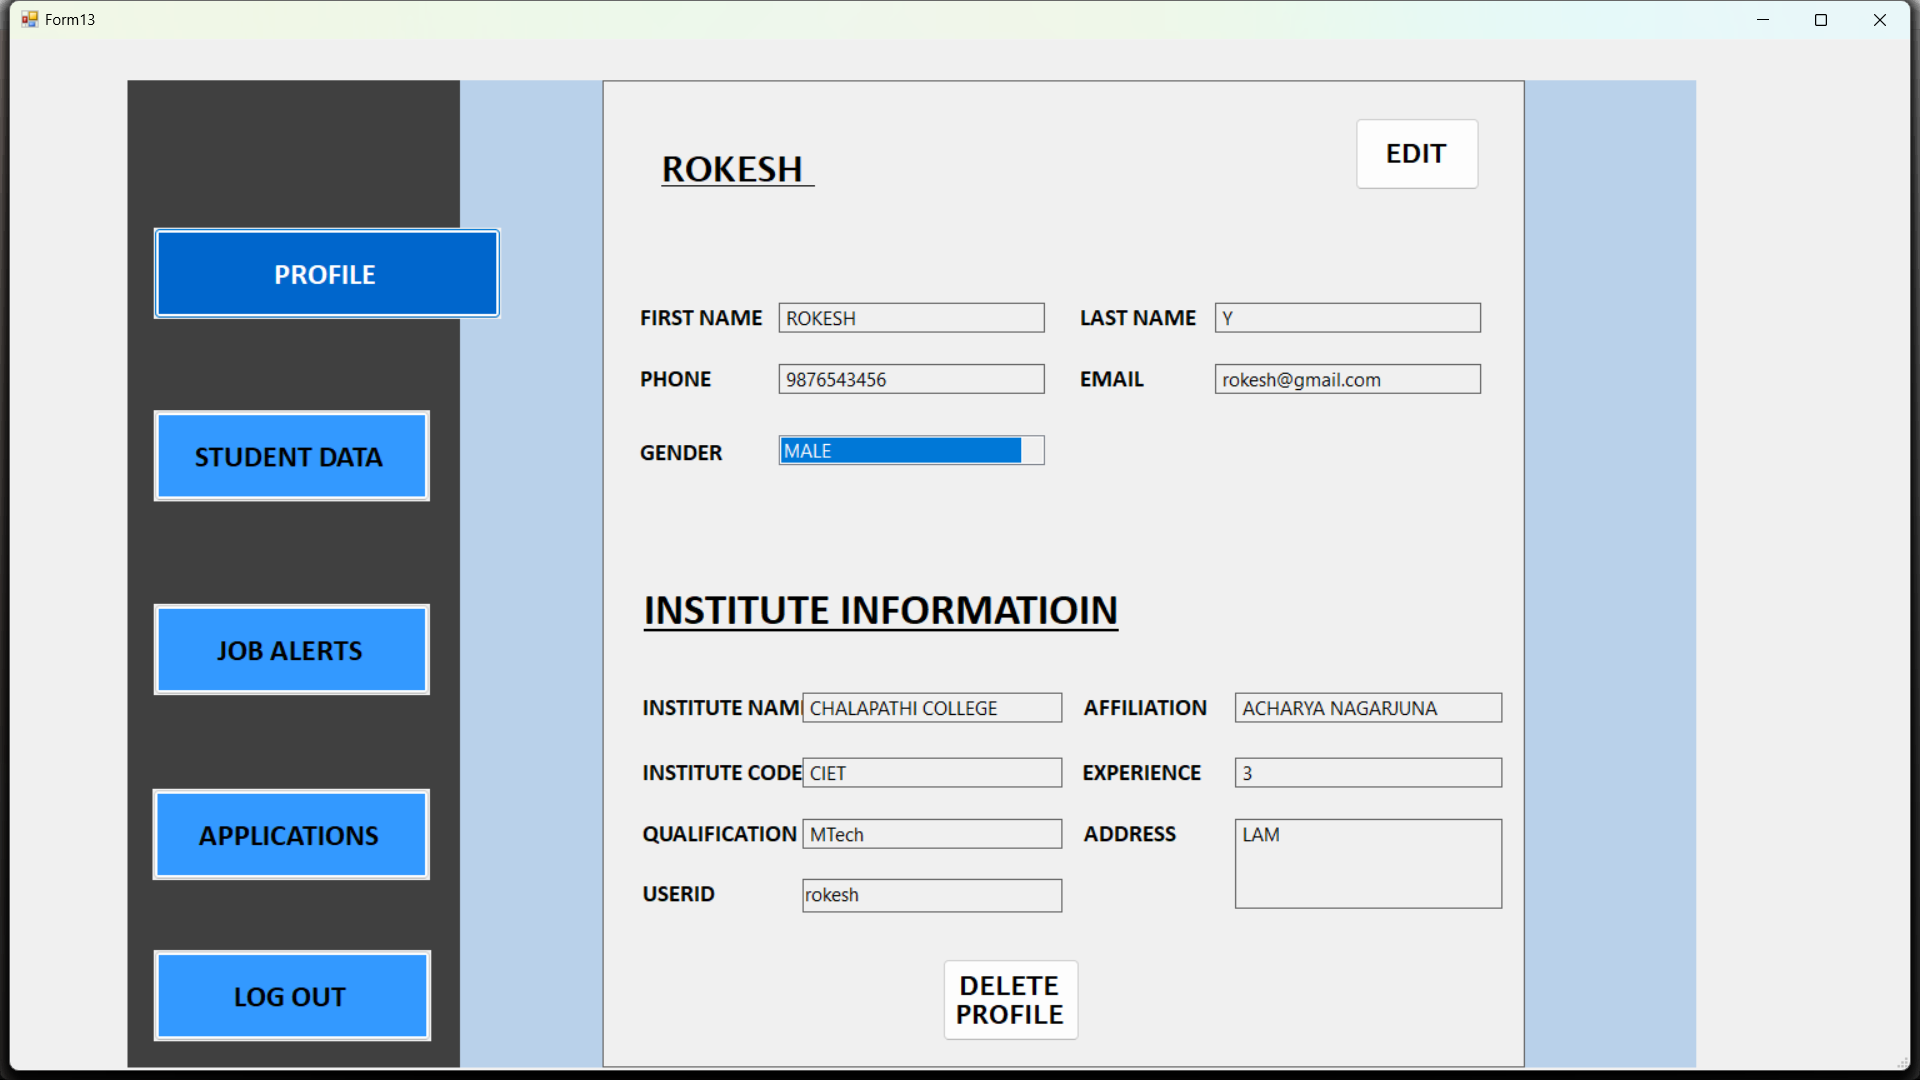 Form13
PROFILE
STUDENT DATA
JOB ALERTS
APPLICATIONS
LOG OUT
ROKESH
EDIT
FIRST NAME ROKESH LAST NAME Y
PHONE 9876543456 EMAIL rokesh@gmail.com
GENDER MALE
INSTITUTE INFORMATIOIN
INSTITUTE NAM CHALAPATHI COLLEGE AFFILIATION ACHARYA NAGARJUNA
INSTITUTE CODE CIET EXPERIENCE 3
QUALIFICATION MTech ADDRESS LAM
USERID rokesh
DELETE
PROFILE